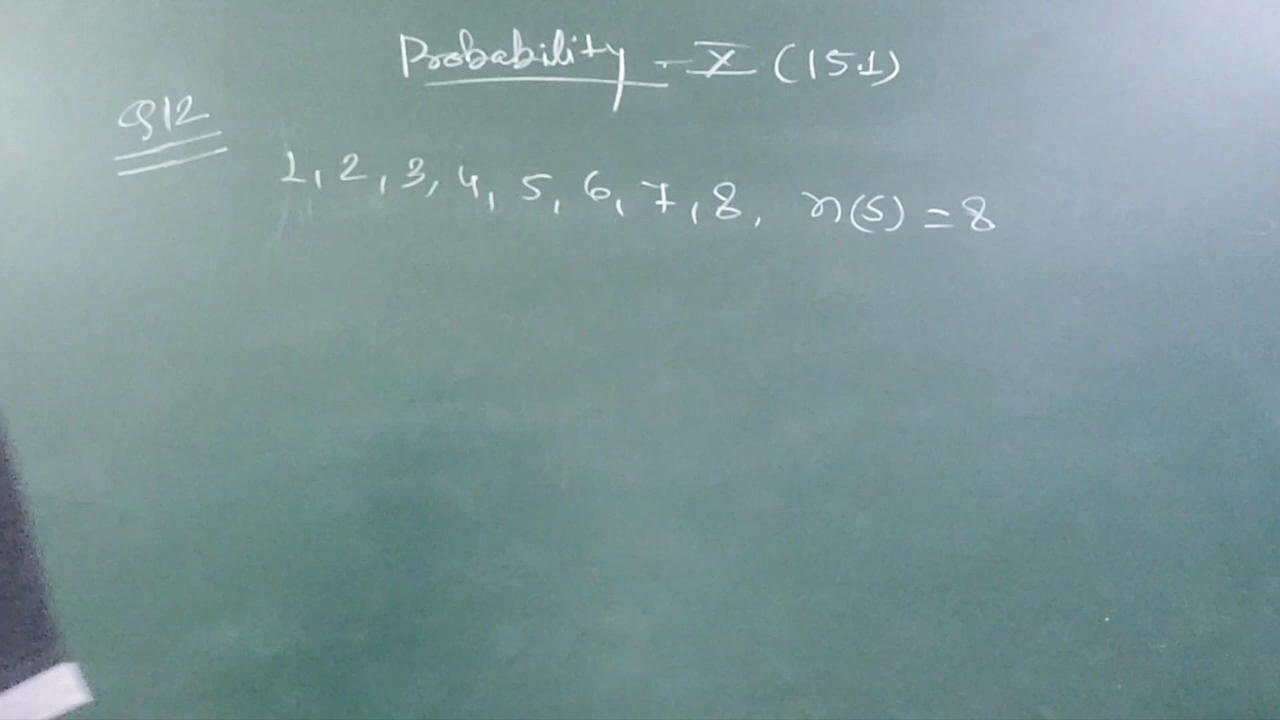 Probability - X (15.1)
Q12
1, 2, 3, 4, 5, 6, 7, 8, n(S) = 8